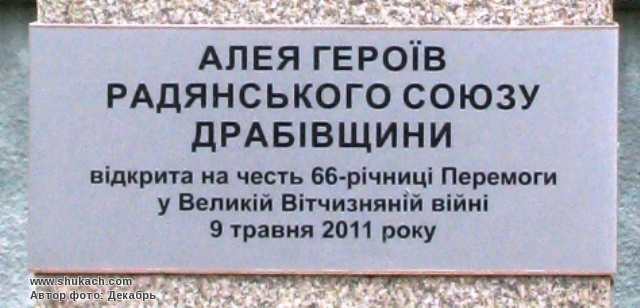 АЛЕЯ ГЕРОЇВ
РАДЯНСЬКОГО СОЮЗУ
ДРАБІВЩИНИ
відкрита на честь 66-річниці Перемоги
у Великій Вітчизняній війні
9 травня 2011 року
www.shukach.com
Автор фото: Декабрь